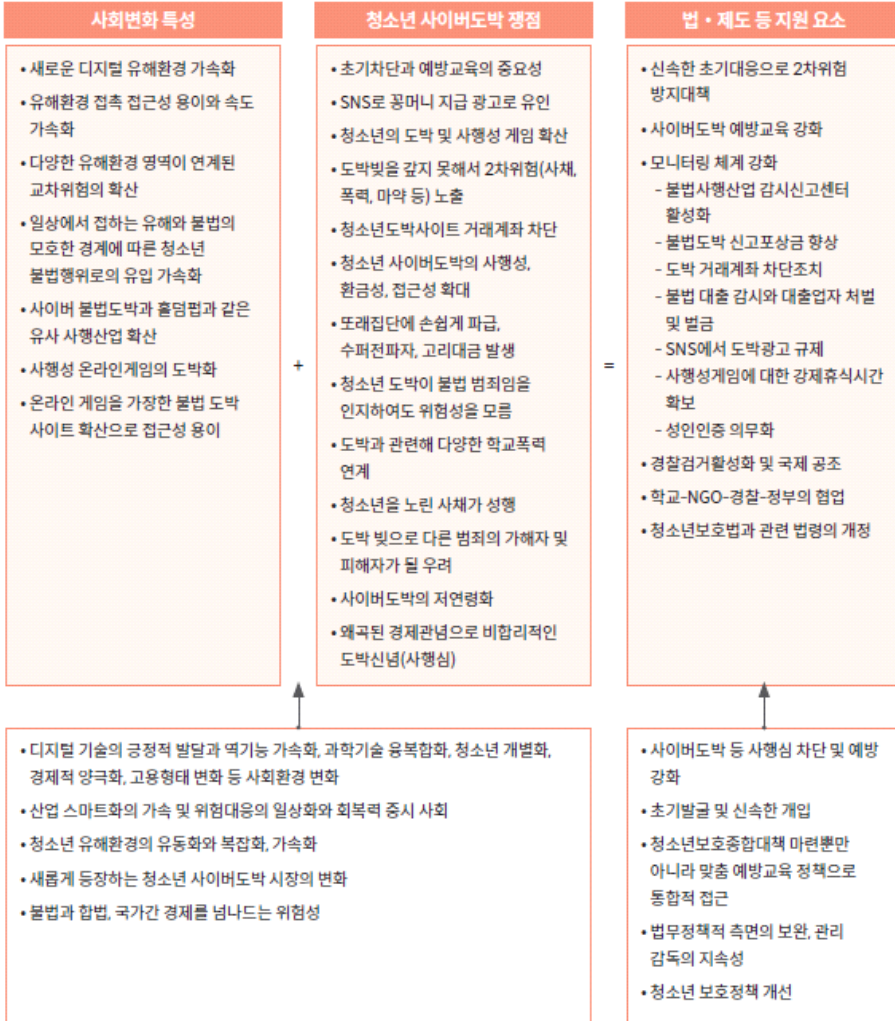 사회변화 특성
• 새로운 디지털 유해환경 가속화
• 유해환경 접촉 접근성 용이와 속도
가속화
• 다양한 유해환경 영역이 연계된
교차위험의 확산
• 일상에서 접하는 유해와 불법의
모호한 경계에 따른 청소년
불법행위로의 유입 가속화
• 사이버 불법도박과 홀덤펍과 같은
유사 사행산업 확산
• 사행성 온라인게임의 도박화
• 온라인 게임을 가장한 불법 도박
사이트 확산으로 접근성 용이
+
청소년 사이버도박 쟁점
• 초기차단과 예방교육의 중요성
• SNS로 꽁머니 지급 광고로 유인
• 청소년의 도박 및 사행성 게임 확산
• 도박빚을 갚지 못해서 2차위험(사채,
폭력, 마약 등) 노출
• 청소년도박사이트 거래계좌 차단
• 청소년 사이버도박의 사행성,
환금성, 접근성 확대
• 또래집단에 손쉽게 파급,
수퍼전파자, 고리대금 발생
• 청소년 도박이 불법 범죄임을
인지하여도 위험성을 모름
• 도박과 관련해 다양한 학교폭력
연계
• 청소년을 노린 사채가 성행
• 도박 빚으로 다른 범죄의 가해자 및
피해자가 될 우려
• 사이버도박의 저연령화
• 왜곡된 경제관념으로 비합리적인
도박신념(사행심)
=
법・제도 등 지원 요소
• 신속한 초기대응으로 2차위험
방지대책
• 사이버도박 예방교육 강화
• 모니터링 체계 강화
- 불법사행산업 감시신고센터
활성화
- 불법도박 신고포상금 향상
- 도박 거래계좌 차단조치
- 불법 대출 감시와 대출업자 처벌
및 벌금
- SNS에서 도박광고 규제
- 사행성게임에 대한 강제휴식시간
확보
- 성인인증 의무화
• 경찰검거활성화 및 국제 공조
• 학교-NGO-경찰-정부의 협업
• 청소년보호법과 관련 법령의 개정
• 디지털 기술의 긍정적 발달과 역기능 가속화, 과학기술 융복합화, 청소년 개별화,
경제적 양극화, 고용형태 변화 등 사회환경 변화
• 산업 스마트화의 가속 및 위험대응의 일상화와 회복력 중시 사회
• 청소년 유해환경의 유동화와 복잡화, 가속화
• 새롭게 등장하는 청소년 사이버도박 시장의 변화
• 불법과 합법, 국가간 경제를 넘나드는 위험성
• 사이버도박 등 사행심 차단 및 예방
강화
• 초기발굴 및 신속한 개입
• 청소년보호종합대책 마련뿐만
아니라 맞춤 예방교육 정책으로
통합적 접근
• 법무정책적 측면의 보완, 관리
감독의 지속성
• 청소년 보호정책 개선